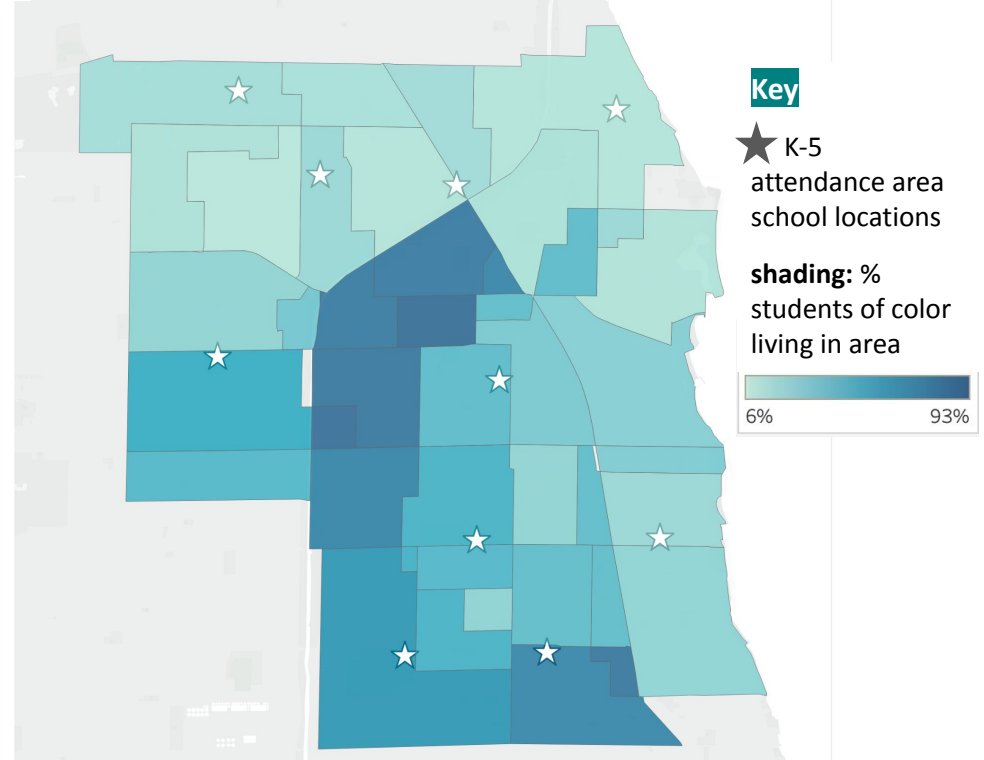 Key
K-5
attendance area
school locations
shading: %
students of color
living in area
6% 93%